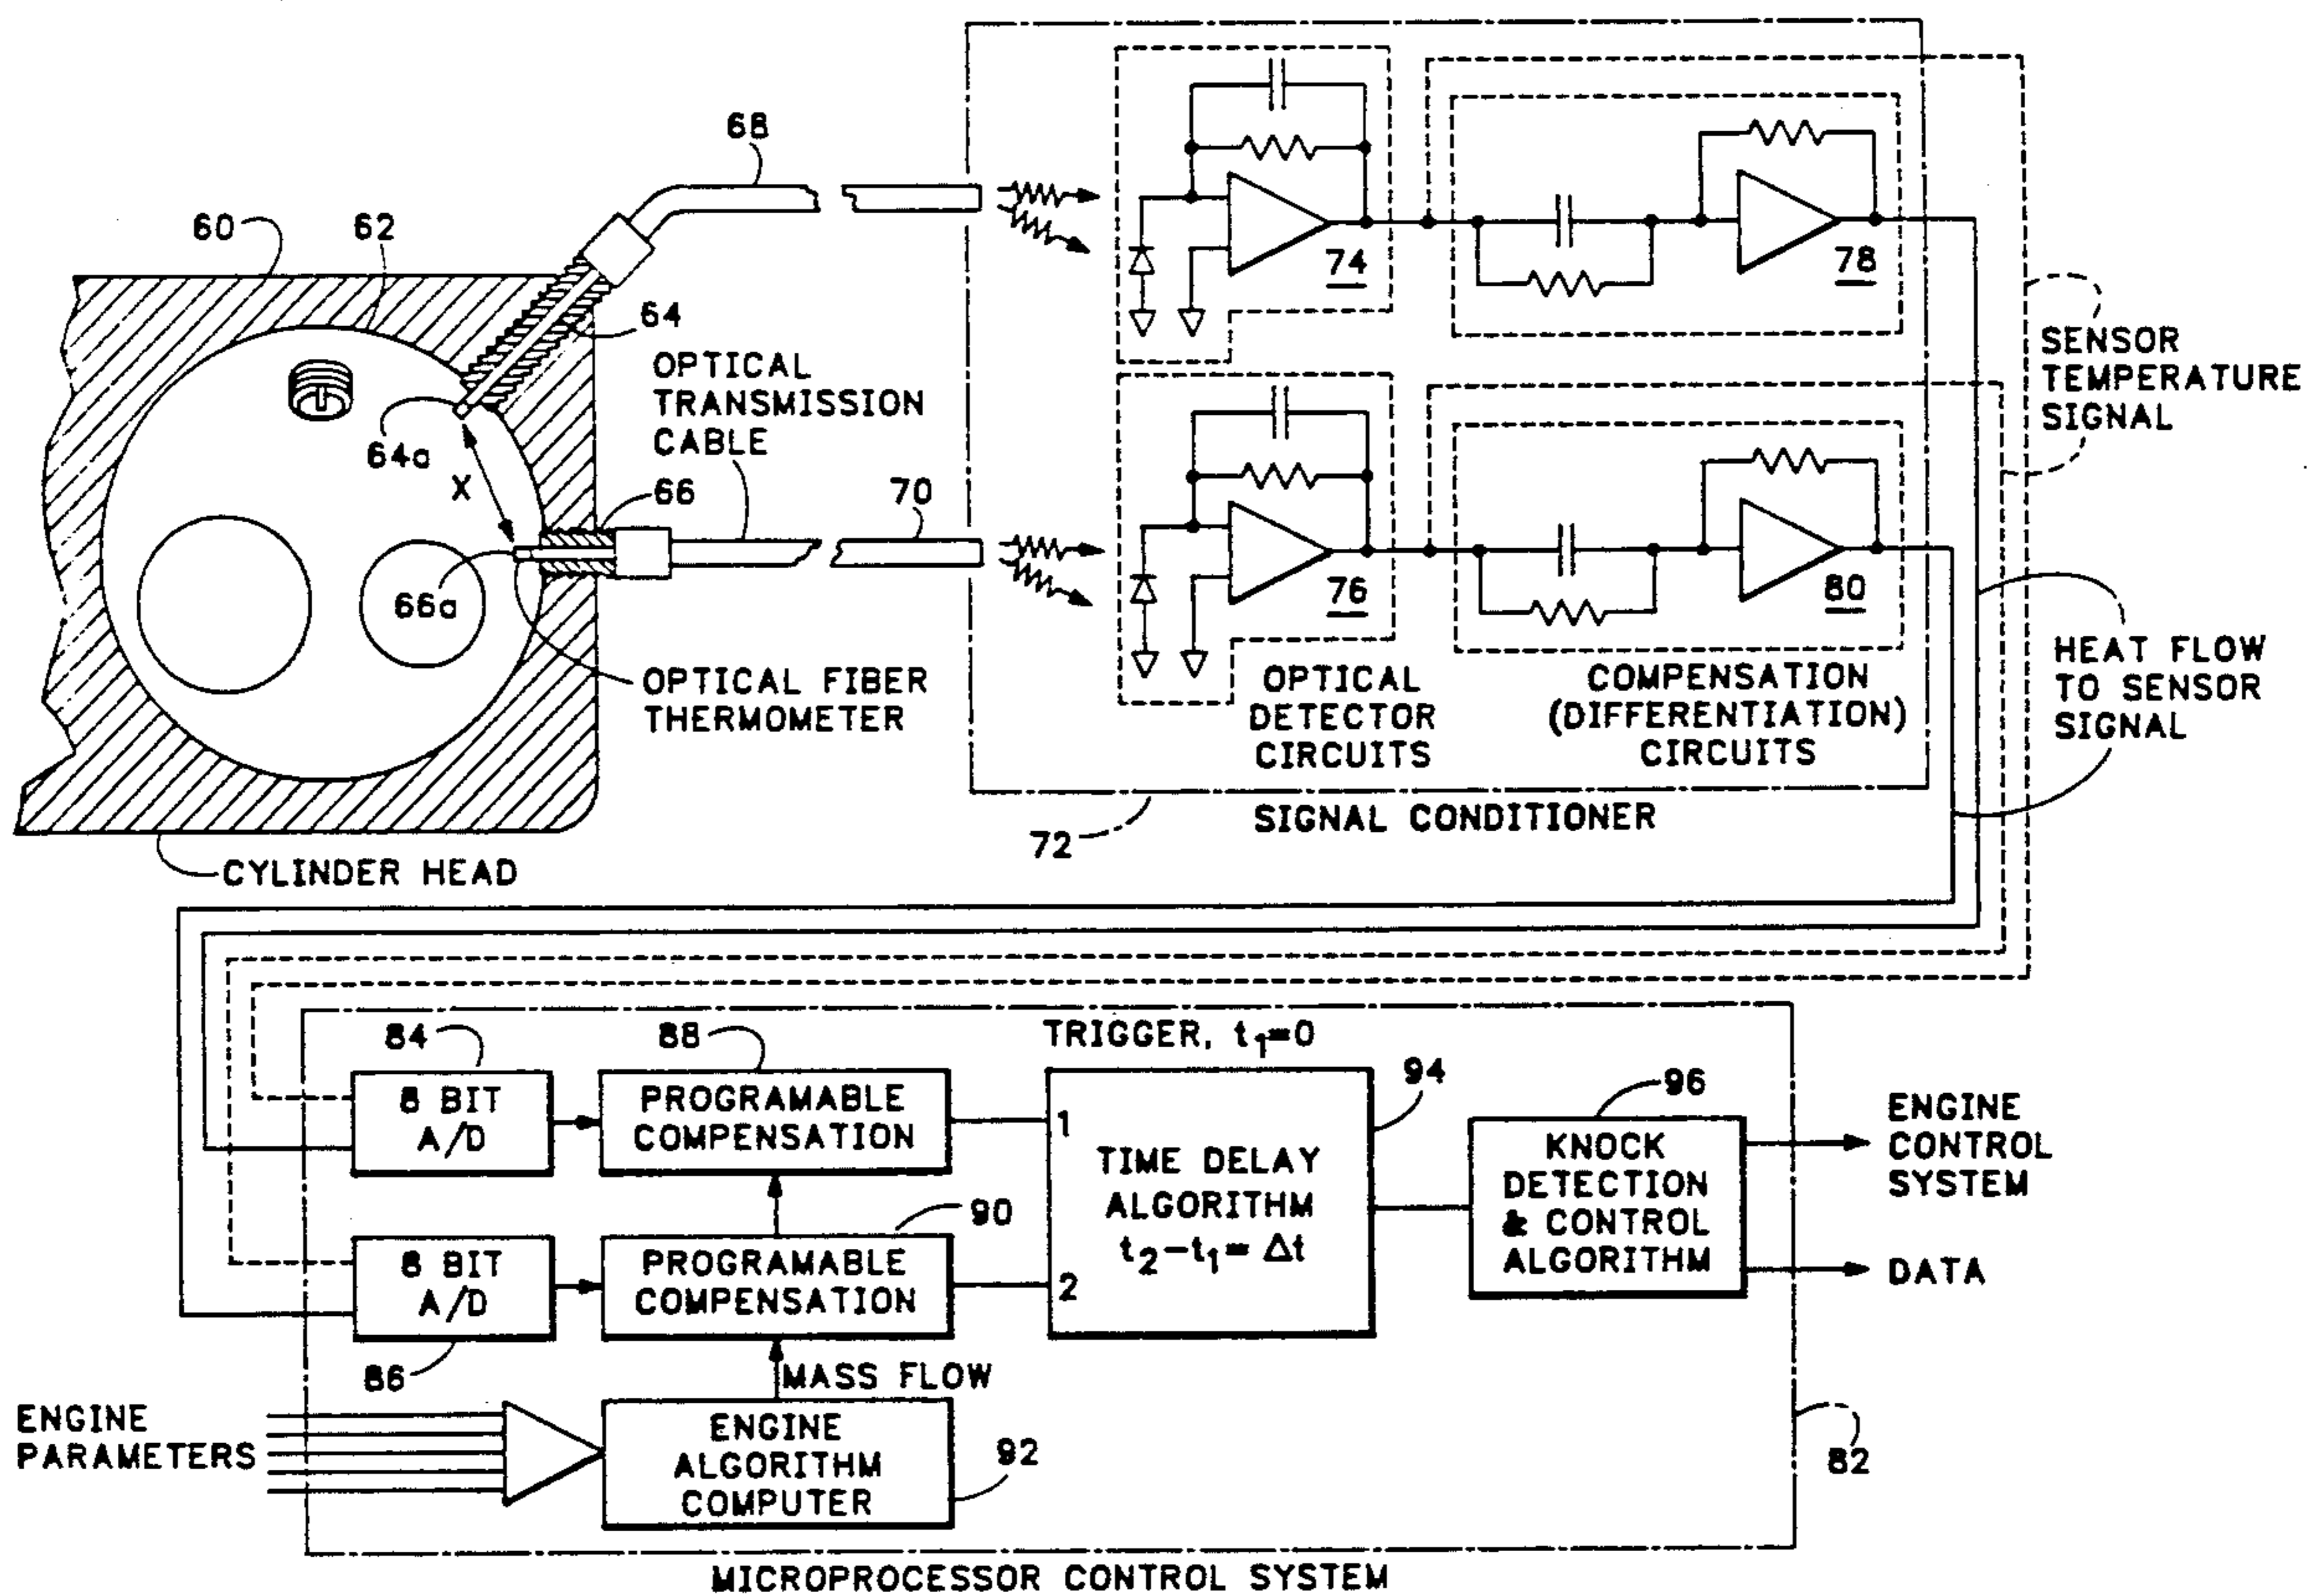 68
60
62
64
OPTICAL
TRANSMISSION
CABLE
64a
X
66
70
66a
OPTICAL FIBER
THERMOMETER
CYLINDER HEAD
74
78
76
80
OPTICAL
DETECTOR
CIRCUITS
COMPENSATION
(DIFFERENTIATION)
CIRCUITS
72
SIGNAL CONDITIONER
SENSOR
TEMPERATURE
SIGNAL
HEAT FLOW
TO SENSOR
SIGNAL
84
88
TRIGGER, t1=0
94
96
8 BIT
A/D
PROGRAMABLE
COMPENSATION
1
TIME DELAY
ALGORITHM
t2-t1= Δt
KNOCK
DETECTION
& CONTROL
ALGORITHM
ENGINE
CONTROL
SYSTEM
DATA
90
8 BIT
A/D
PROGRAMABLE
COMPENSATION
2
86
MASS FLOW
ENGINE
PARAMETERS
ENGINE
ALGORITHM
COMPUTER
92
82
MICROPROCESSOR CONTROL SYSTEM